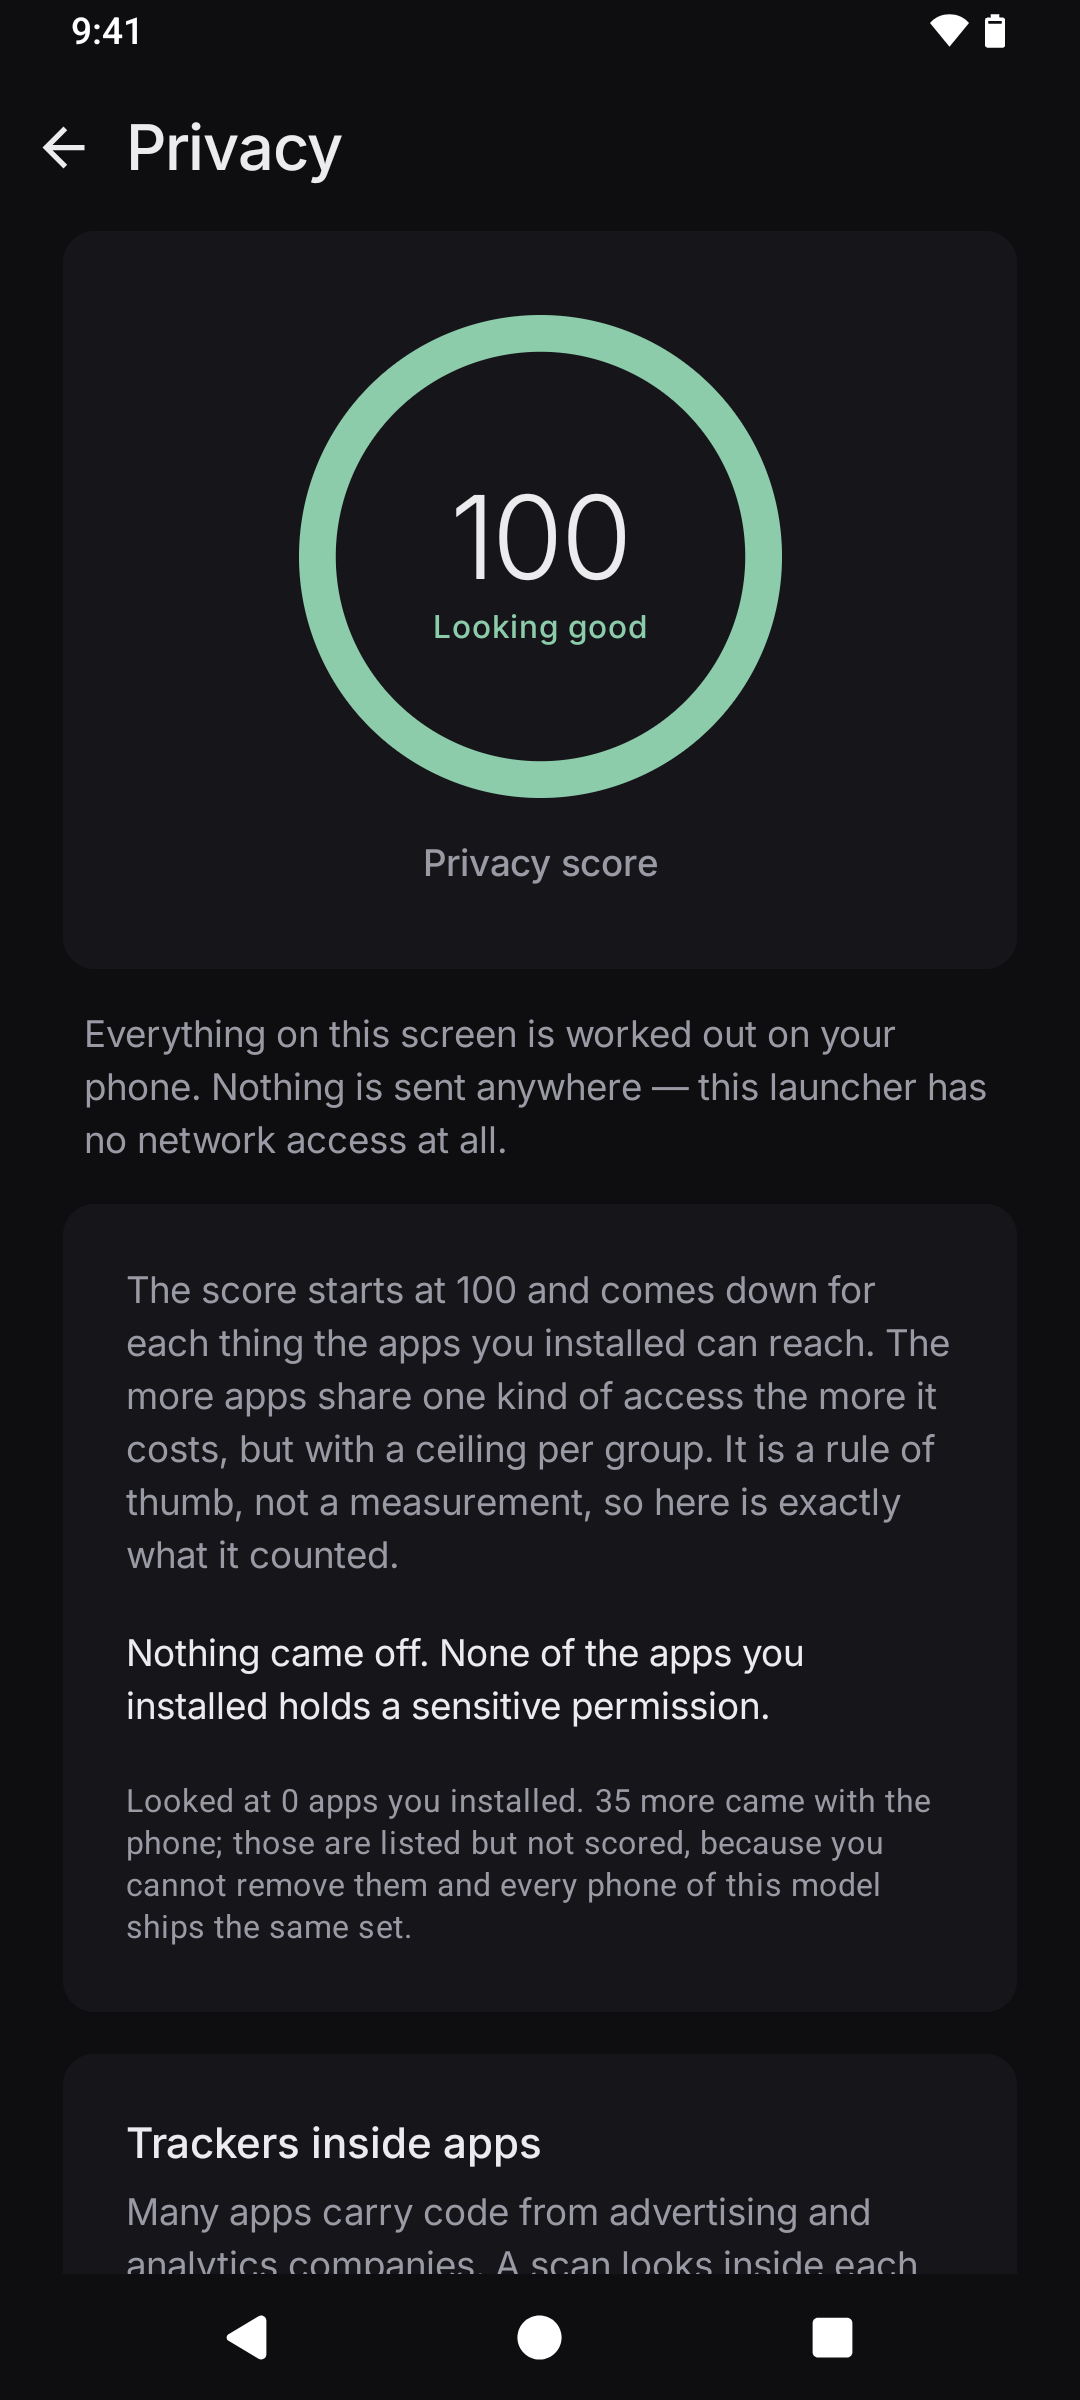 9:41
Privacy
100
Looking good
Privacy score
Everything on this screen is worked out on your
phone. Nothing is sent anywhere — this launcher has
no network access at all.
The score starts at 100 and comes down for
each thing the apps you installed can reach. The
more apps share one kind of access the more it
costs, but with a ceiling per group. It is a rule of
thumb, not a measurement, so here is exactly
what it counted.
Nothing came off. None of the apps you
installed holds a sensitive permission.
Looked at 0 apps you installed. 35 more came with the
phone; those are listed but not scored, because you
cannot remove them and every phone of this model
ships the same set.
Trackers inside apps
Many apps carry code from advertising and
analytics companies. A scan looks inside each